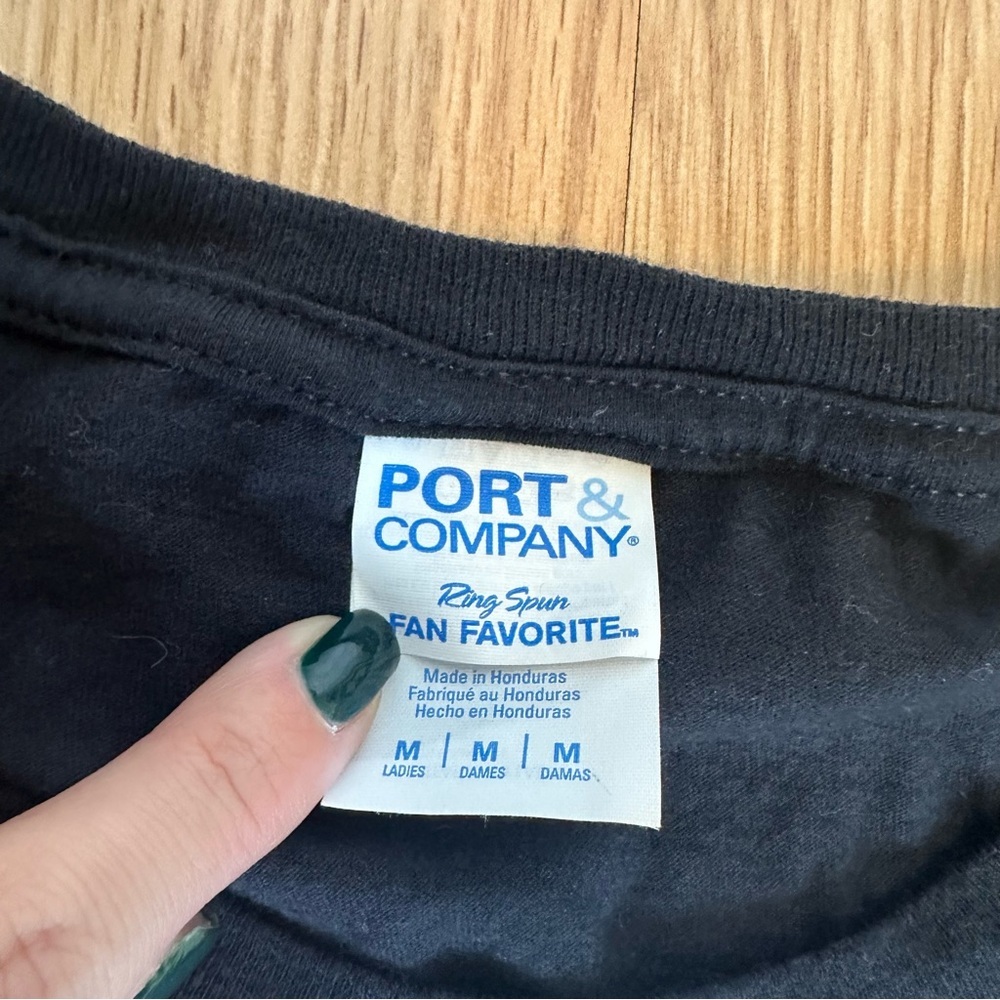 PORT &
COMPANY®
Ring Spun
FAN FAVORITE™
Made in Honduras
Fabriqué au Honduras
Hecho en Honduras
M | M | M
LADIES DAMES DAMAS